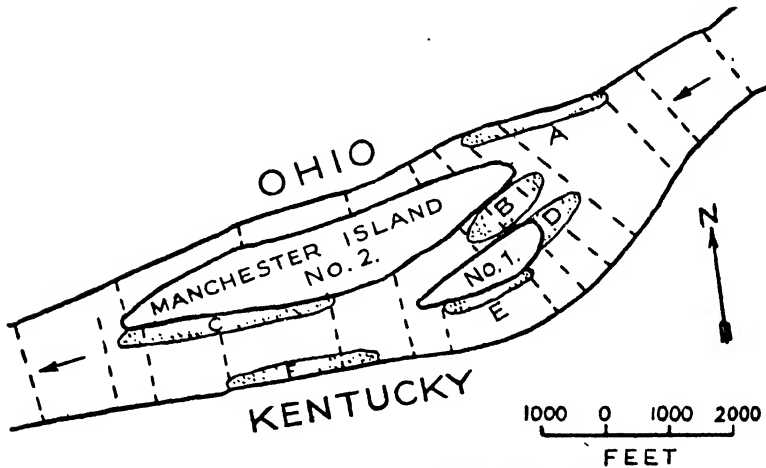 OHIO
A
B
D
N
MANCHESTER ISLAND
NO. 2.
NO. 1.
C
E
F
KENTUCKY
1000 0 1000 2000
FEET